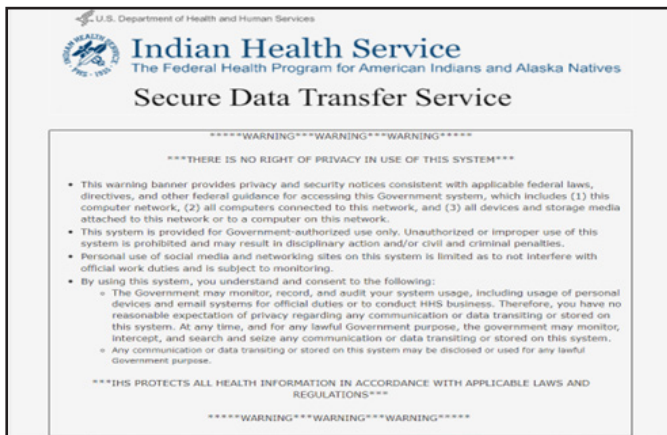 U.S. Department of Health and Human Services
INDIAN HEALTH SERVICE
PHS - 1955
Indian Health Service
The Federal Health Program for American Indians and Alaska Natives
Secure Data Transfer Service
*****WARNING***WARNING***WARNING*****
***THERE IS NO RIGHT OF PRIVACY IN USE OF THIS SYSTEM***
• This warning banner provides privacy and security notices consistent with applicable federal laws,
directives, and other federal guidance for accessing this Government system, which includes (1) this
computer network, (2) all computers connected to this network, and (3) all devices and storage media
attached to this network or to a computer on this network.
• This system is provided for Government-authorized use only. Unauthorized or improper use of this
system is prohibited and may result in disciplinary action and/or civil and criminal penalties.
• Personal use of social media and networking sites on this system is limited as to not interfere with
official work duties and is subject to monitoring.
• By using this system, you understand and consent to the following:
○ The Government may monitor, record, and audit your system usage, including usage of personal
devices and email systems for official duties or to conduct HHS business. Therefore, you have no
reasonable expectation of privacy regarding any communication or data transiting or stored on
this system. At any time, and for any lawful Government purpose, the government may monitor,
intercept, and search and seize any communication or data transiting or stored on this system.
○ Any communication or data transiting or stored on this system may be disclosed or used for any lawful
Government purpose.
***IHS PROTECTS ALL HEALTH INFORMATION IN ACCORDANCE WITH APPLICABLE LAWS AND
REGULATIONS***
*****WARNING***WARNING***WARNING*****